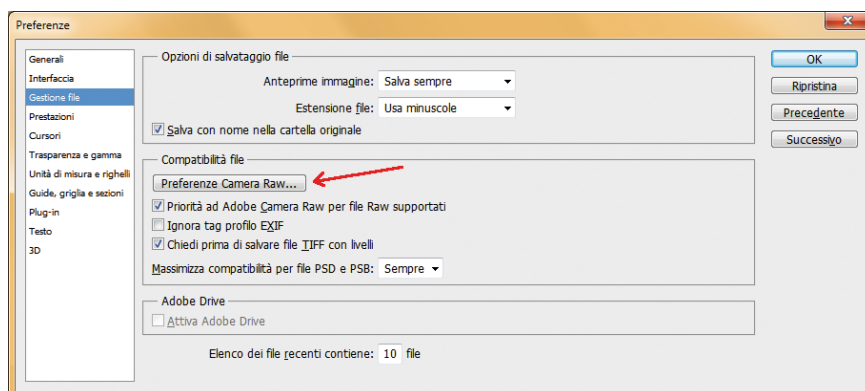 Preferenze
Generali
Interfaccia
Gestione file
Prestazioni
Cursori
Trasparenza e gamma
Unità di misura e righelli
Guide, griglia e sezioni
Plug-in
Testo
3D
Opzioni di salvataggio file
Anteprime immagine: Salva sempre
Estensione file: Usa minuscole
Salva con nome nella cartella originale
Compatibilità file
Preferenze Camera Raw...
Priorità ad Adobe Camera Raw per file Raw supportati
Ignora tag profilo EXIF
Chiedi prima di salvare file TIFF con livelli
Massimizza compatibilità per file PSD e PSB: Sempre
Adobe Drive
Attiva Adobe Drive
Elenco dei file recenti contiene: 10 file
OK
Ripristina
Precedente
Successivo